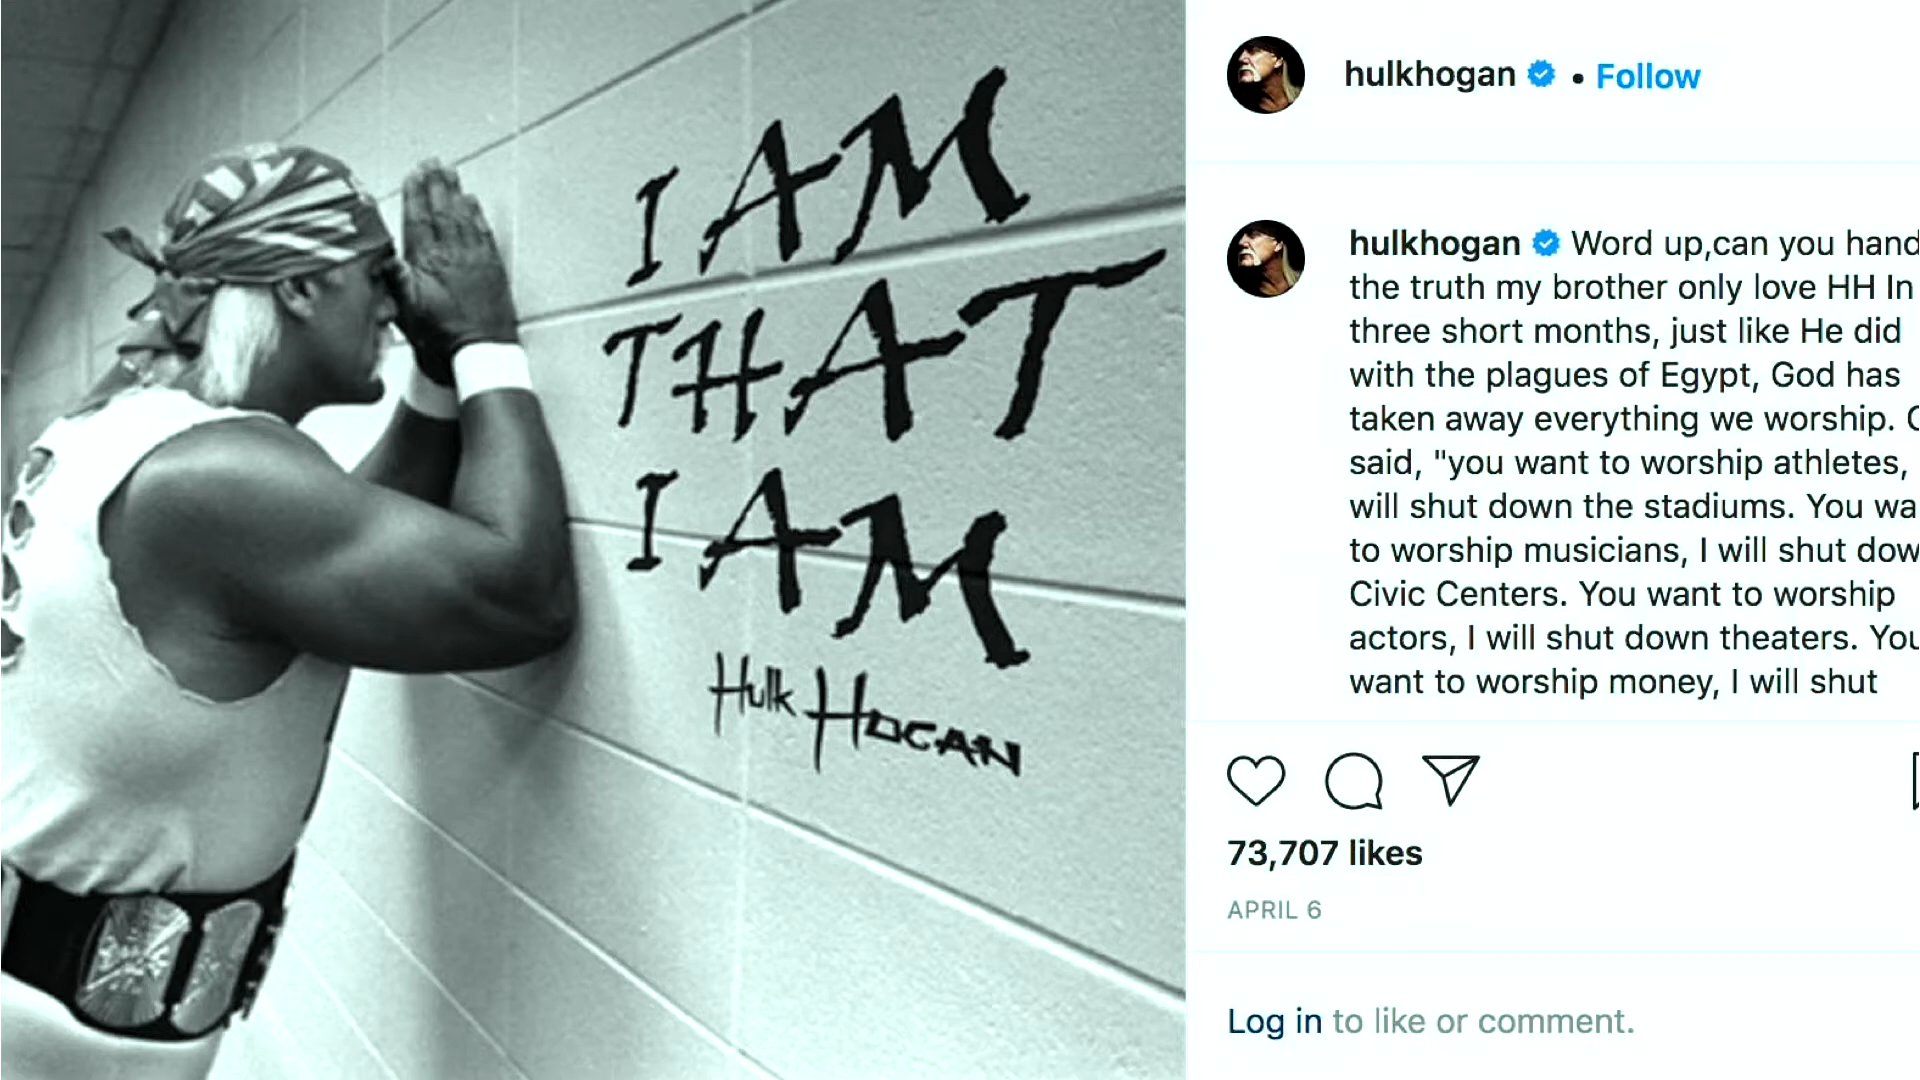 I AM
THAT
I AM
Hulk HOGAN
hulkhogan • Follow
hulkhogan Word up,can you hand
the truth my brother only love HH In
three short months, just like He did
with the plagues of Egypt, God has
taken away everything we worship.
said, "you want to worship athletes,
will shut down the stadiums. You wa
to worship musicians, I will shut dow
Civic Centers. You want to worship
actors, I will shut down theaters. You
want to worship money, I will shut
73,707 likes
APRIL 6
Log in to like or comment.